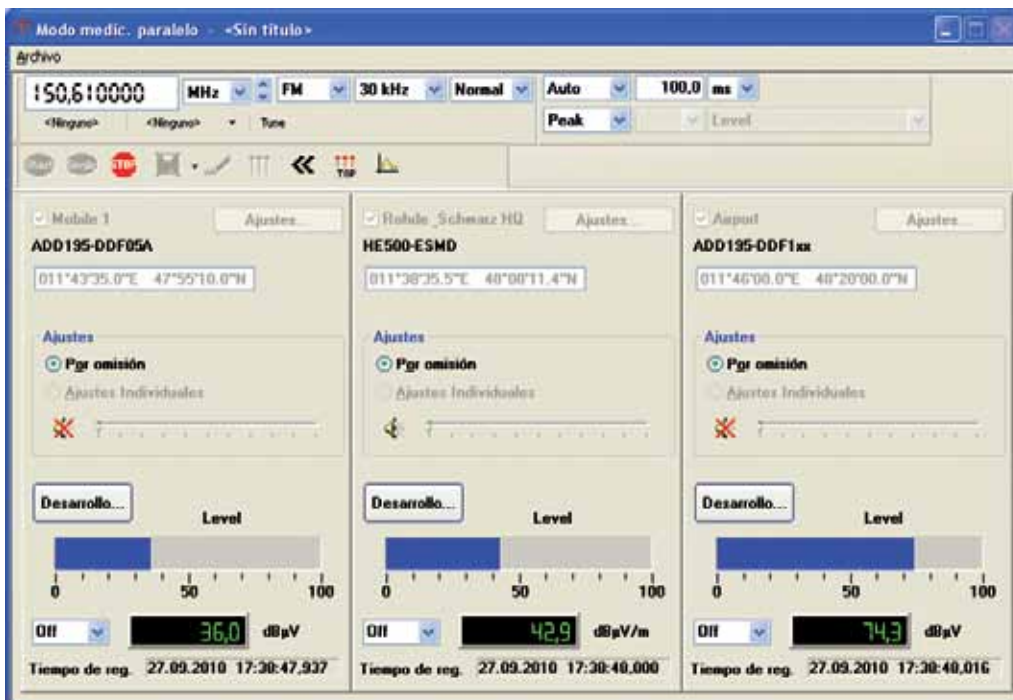 Modo medic. paralelo - <Sin título>
Archivo
150,610000 MHz FM 30 kHz Normal Auto 100,0 ms
<Ninguno> <Ninguno> Tune Peak Level
STOP
TOP
Mobile 1 Ajustes...
ADD195-DDF05A
011°43'35.0"E 47°55'10.0"N
Ajustes
Por omisión
Ajustes Individuales
Desarrollo...
Level
0 50 100
Off 36,0 dBµV
Tiempo de reg. 27.09.2010 17:38:47,937
Rohde_Schwarz HQ Ajustes...
HE500-ESMD
011°38'35.5"E 48°08'11.4"N
Ajustes
Por omisión
Ajustes Individuales
Desarrollo...
Level
0 50 100
Off 42,9 dBµV/m
Tiempo de reg. 27.09.2010 17:38:48,000
Airport Ajustes...
ADD195-DDF1xx
011°46'00.0"E 48°20'00.0"N
Ajustes
Por omisión
Ajustes Individuales
Desarrollo...
Level
0 50 100
Off 74,3 dBµV
Tiempo de reg. 27.09.2010 17:38:48,016